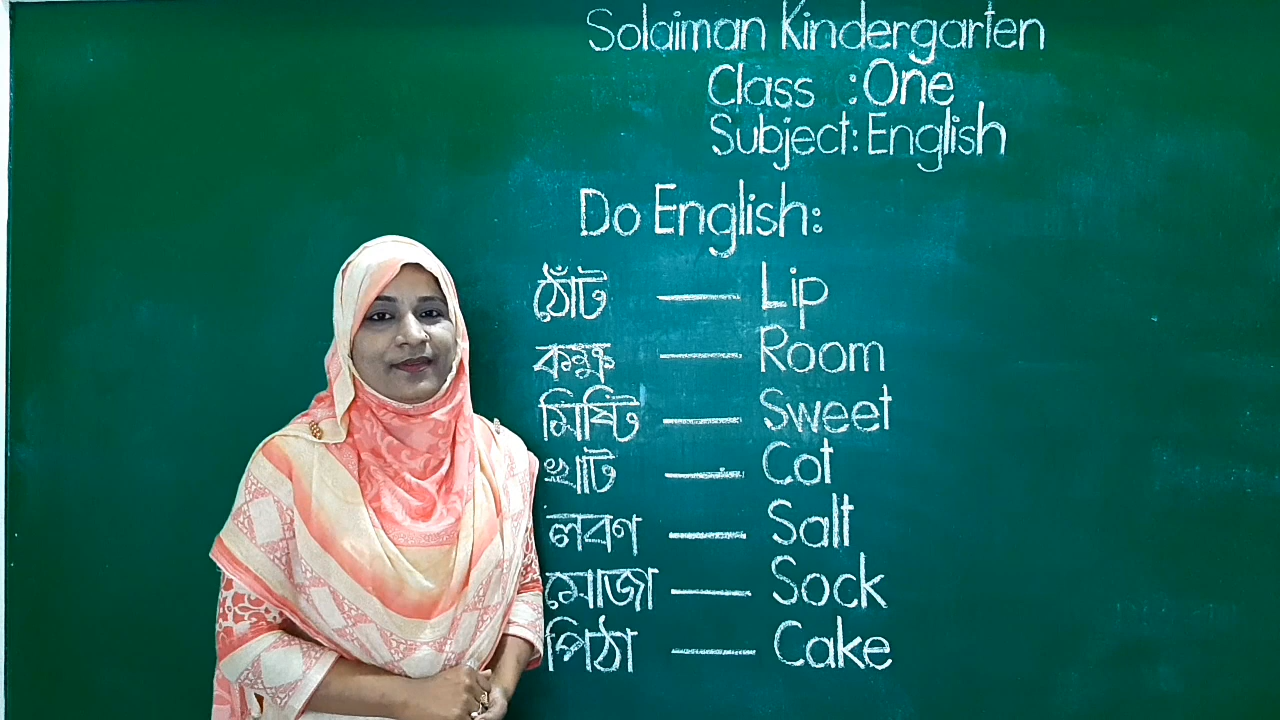 Solaiman Kindergarten
Class : One
Subject: English
Do English:
ঠোঁট — Lip
কক্ষ — Room
মিষ্টি — Sweet
খাট — Cot
লবণ — Salt
মোজা — Sock
পিঠা — Cake